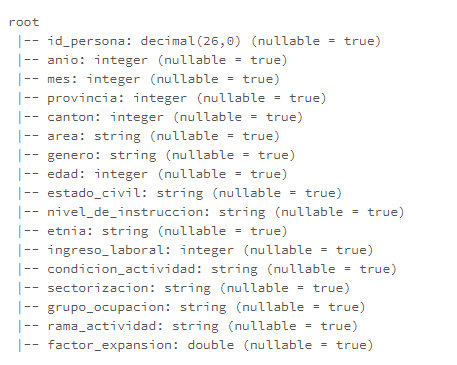 root
 |-- id_persona: decimal(26,0) (nullable = true)
 |-- anio: integer (nullable = true)
 |-- mes: integer (nullable = true)
 |-- provincia: integer (nullable = true)
 |-- canton: integer (nullable = true)
 |-- area: string (nullable = true)
 |-- genero: string (nullable = true)
 |-- edad: integer (nullable = true)
 |-- estado_civil: string (nullable = true)
 |-- nivel_de_instruccion: string (nullable = true)
 |-- etnia: string (nullable = true)
 |-- ingreso_laboral: integer (nullable = true)
 |-- condicion_actividad: string (nullable = true)
 |-- sectorizacion: string (nullable = true)
 |-- grupo_ocupacion: string (nullable = true)
 |-- rama_actividad: string (nullable = true)
 |-- factor_expansion: double (nullable = true)